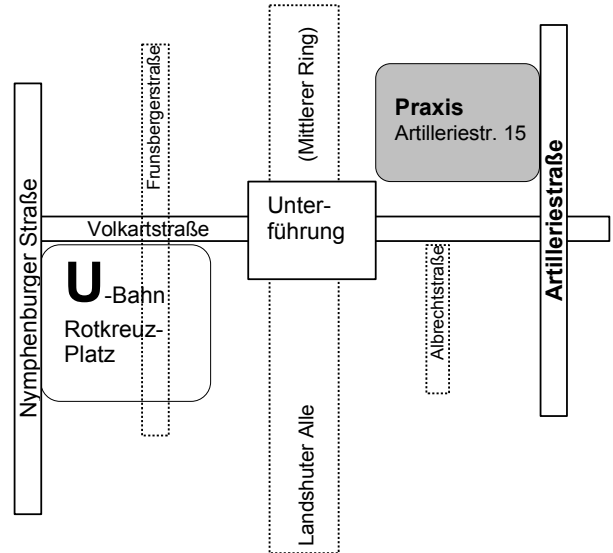 Frunsbergerstraße
(Mittlerer Ring)
Praxis
Artilleriestr. 15
Nymphenburger Straße
Volkartstraße
Unter-
führung
Artilleriestraße
U-Bahn
Rotkreuz-
Platz
Albrechtstraße
Landshuter Alle